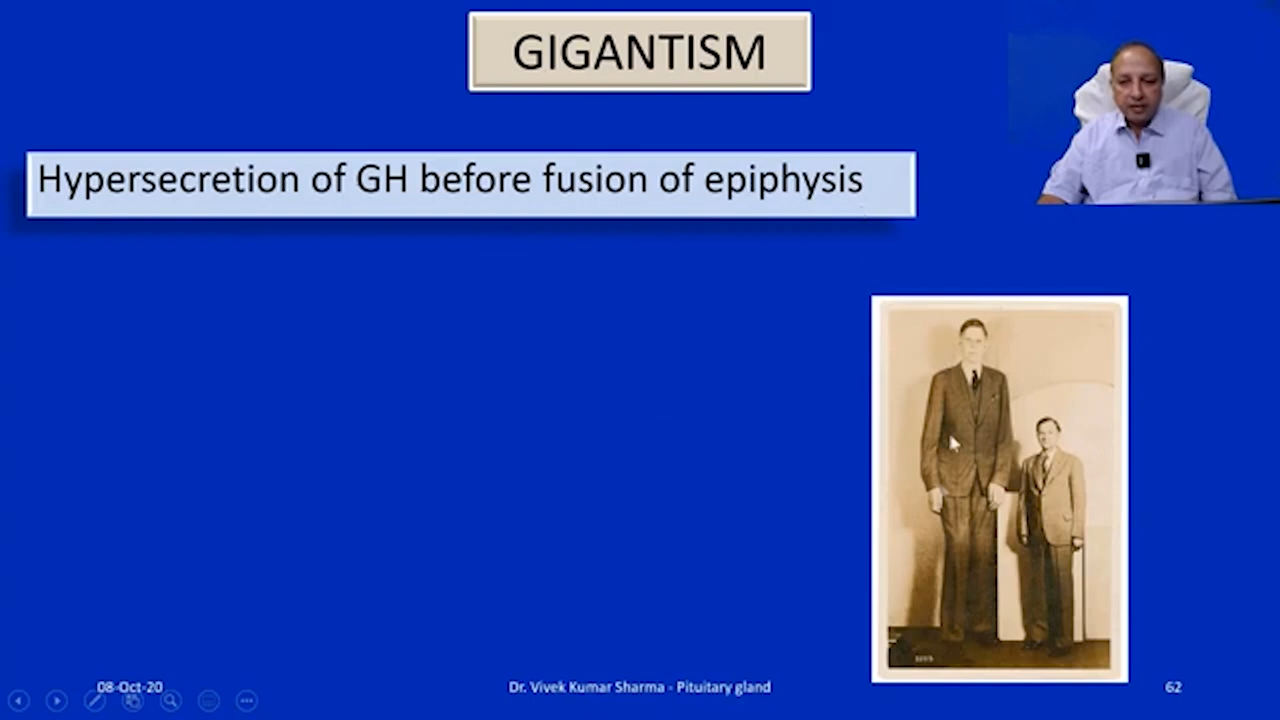 GIGANTISM
Hypersecretion of GH before fusion of epiphysis
08-Oct-20
Dr. Vivek Kumar Sharma - Pituitary gland
62